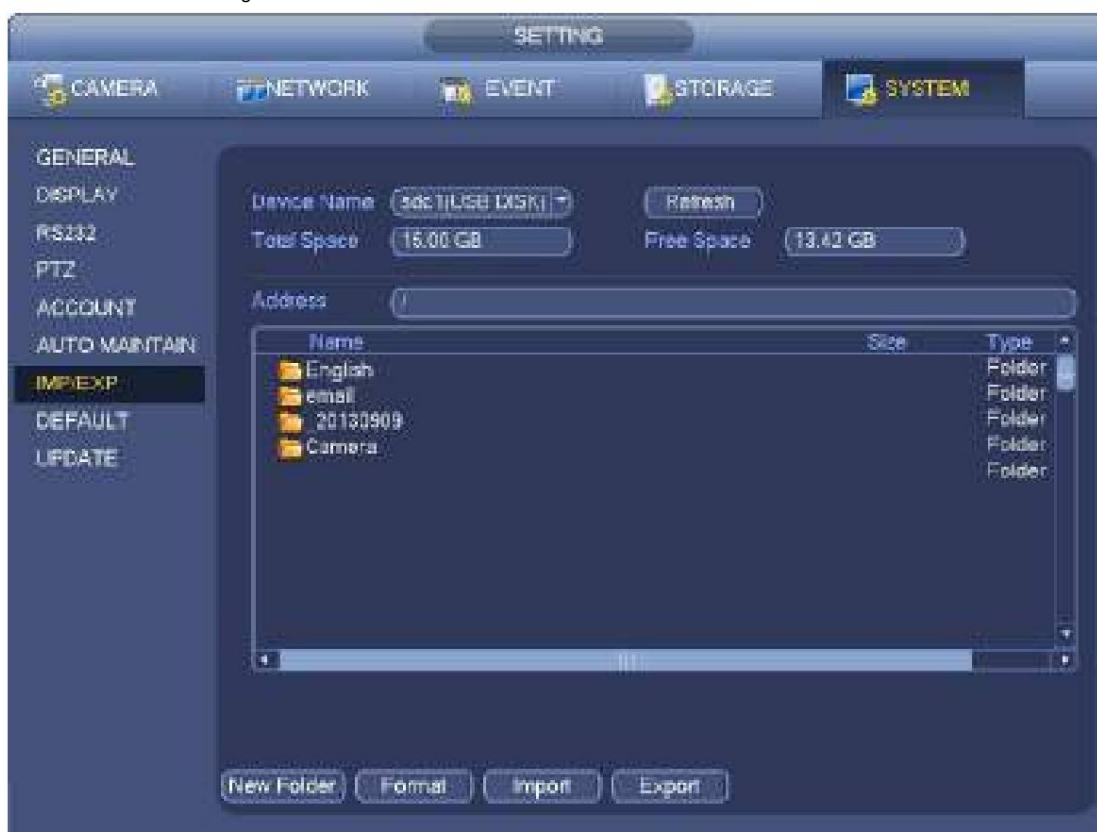 SETTING
CAMERA NETWORK EVENT STORAGE SYSTEM
GENERAL
DISPLAY
RS232
PTZ
ACCOUNT
AUTO MAINTAIN
IMP/EXP
DEFAULT
UPDATE
Device Name sdc1(USB DISK) Refresh
Total Space 15.00 GB Free Space 13.42 GB
Address /
Name Size Type
English Folder
email Folder
_20130909 Folder
Camera Folder
Folder
New Folder Format Import Export